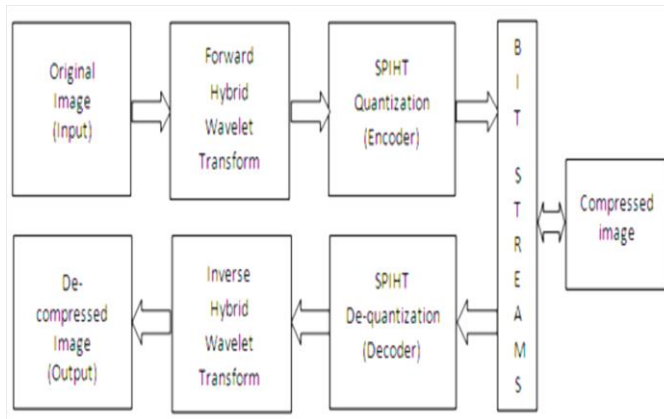 Original
Image
(Input)
Forward
Hybrid
Wavelet
Transform
SPIHT
Quantization
(Encoder)
B
I
T
S
T
R
E
A
M
S
Compressed
image
De-
compressed
Image
(Output)
Inverse
Hybrid
Wavelet
Transform
SPIHT
De-quantization
(Decoder)